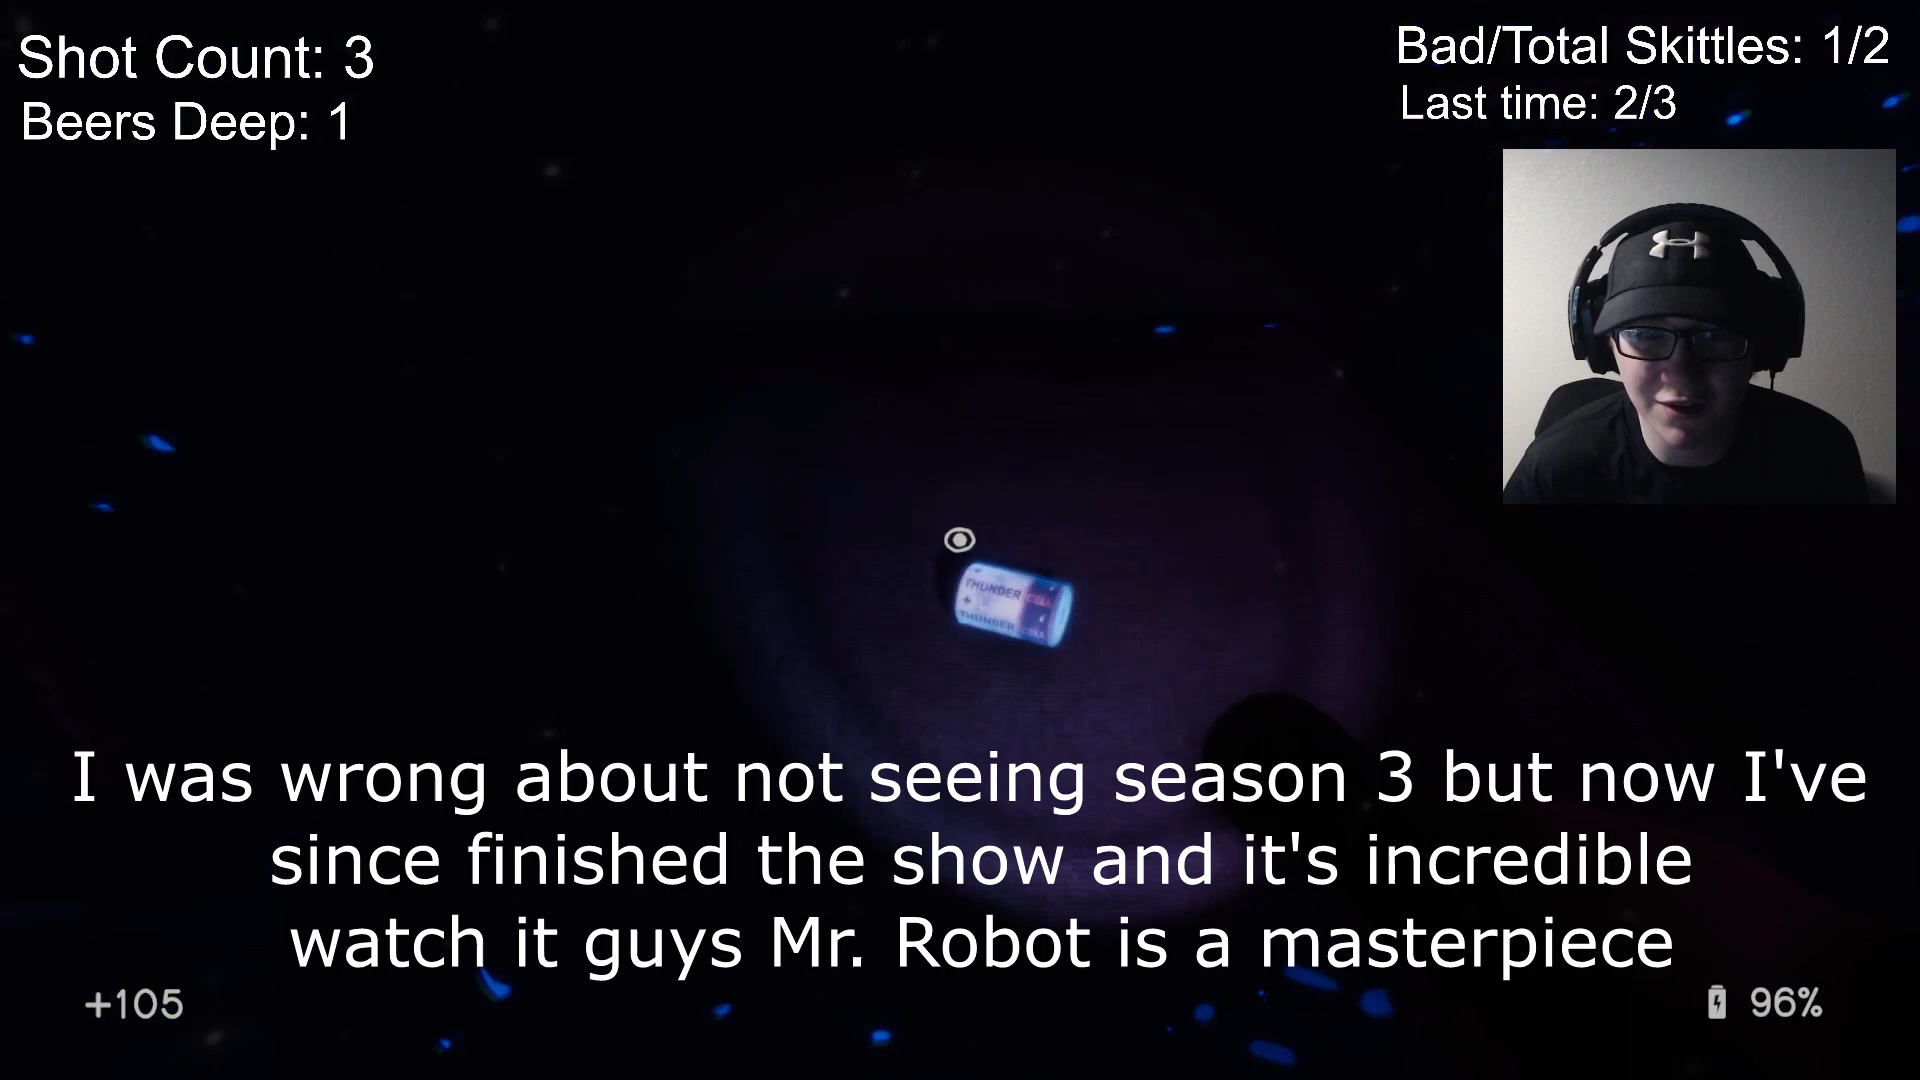 Shot Count: 3
Beers Deep: 1
Bad/Total Skittles: 1/2
Last time: 2/3
THUNDER CELL
THUNDER CELL
I was wrong about not seeing season 3 but now I've
since finished the show and it's incredible
watch it guys Mr. Robot is a masterpiece
+105
96%